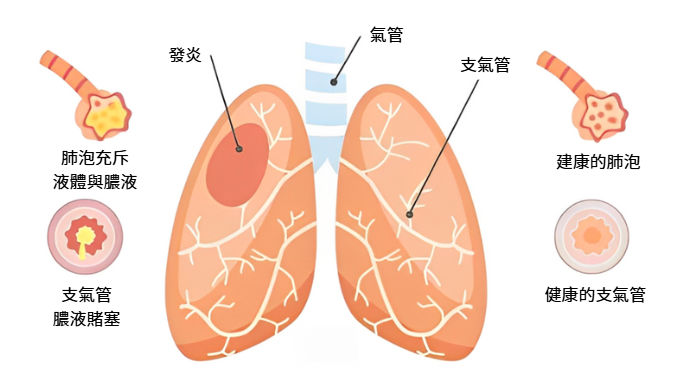 氣管
發炎
支氣管
肺泡充斥
液體與膿液
建康的肺泡
支氣管
膿液賭塞
健康的支氣管